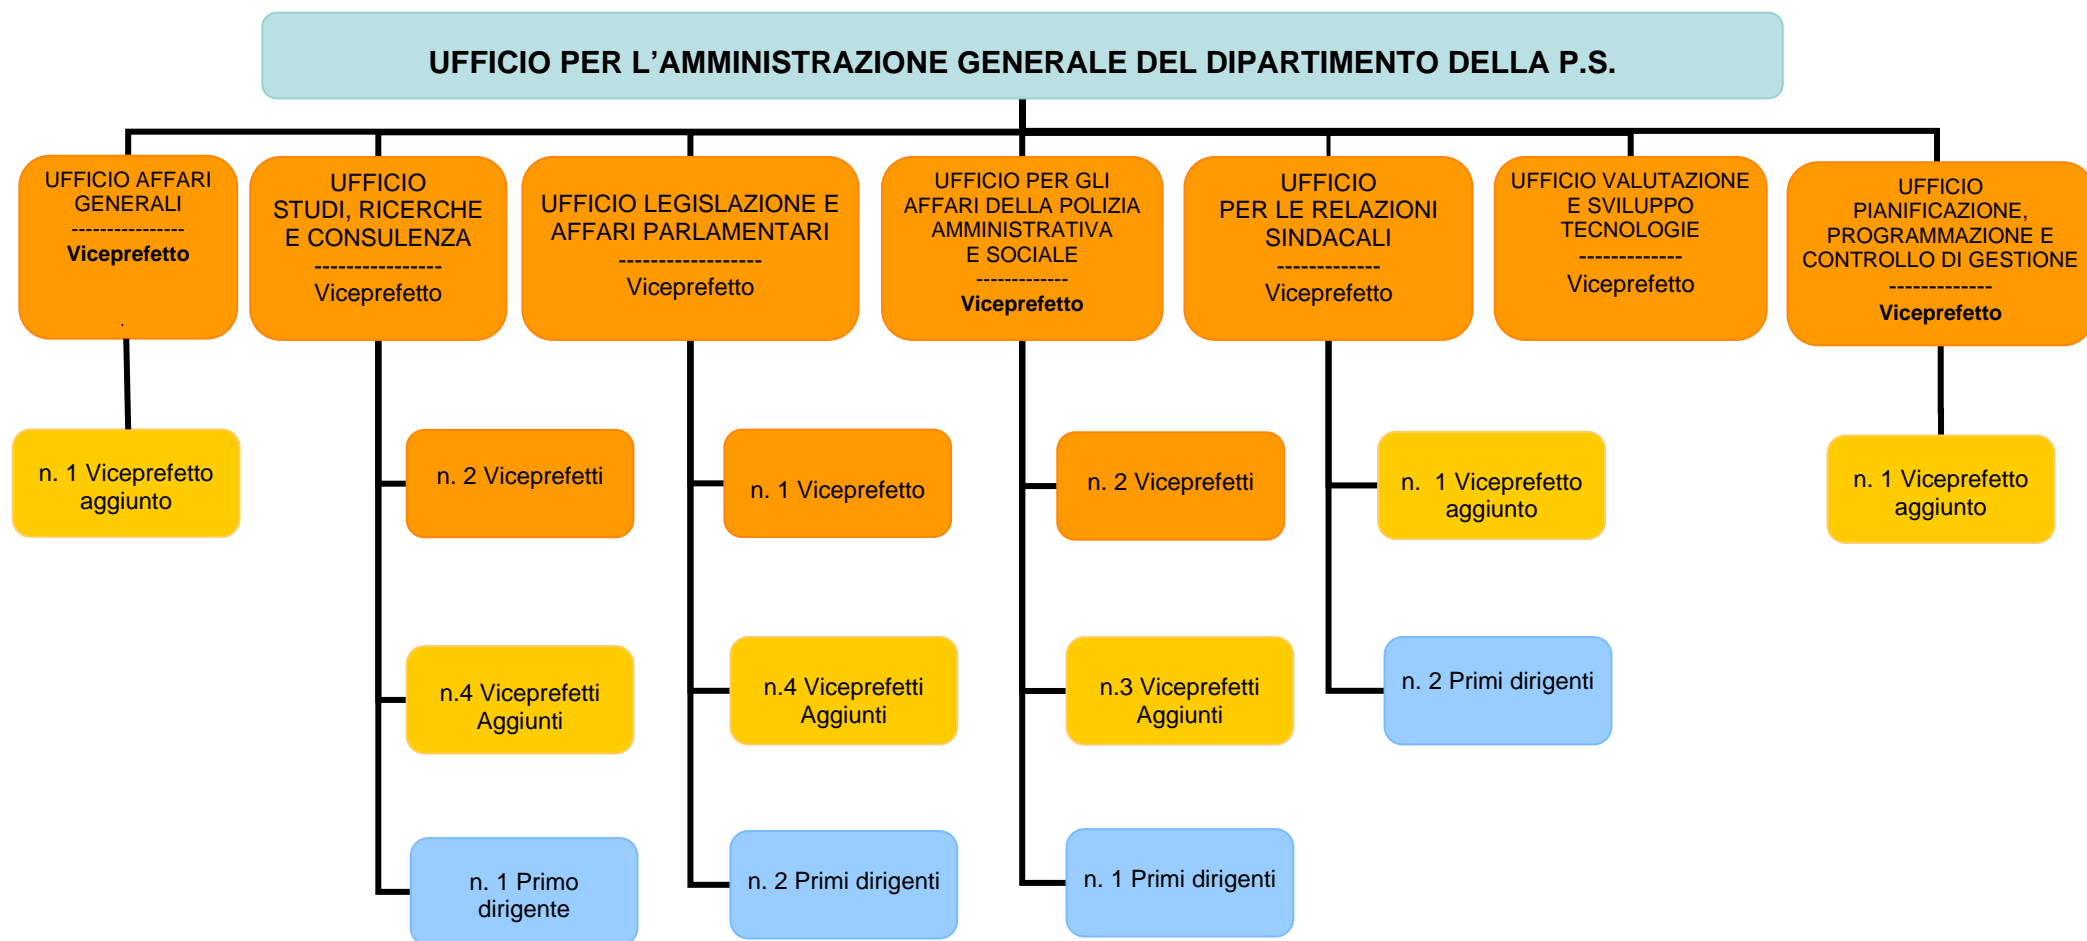 UFFICIO PER L’AMMINISTRAZIONE GENERALE DEL DIPARTIMENTO DELLA P.S.
UFFICIO AFFARI
GENERALI
----------------
Viceprefetto
.
UFFICIO
STUDI, RICERCHE
E CONSULENZA
----------------
Viceprefetto
UFFICIO LEGISLAZIONE E
AFFARI PARLAMENTARI
------------------
Viceprefetto
UFFICIO PER GLI
AFFARI DELLA POLIZIA
AMMINISTRATIVA
E SOCIALE
-------------
Viceprefetto
UFFICIO
PER LE RELAZIONI
SINDACALI
-------------
Viceprefetto
UFFICIO VALUTAZIONE
E SVILUPPO
TECNOLOGIE
-------------
Viceprefetto
UFFICIO
PIANIFICAZIONE,
PROGRAMMAZIONE E
CONTROLLO DI GESTIONE
-------------
Viceprefetto
n. 1 Viceprefetto
aggiunto
n. 2 Viceprefetti
n. 1 Viceprefetto
n. 2 Viceprefetti
n.  1 Viceprefetto
aggiunto
n. 1 Viceprefetto
aggiunto
n.4 Viceprefetti
Aggiunti
n.4 Viceprefetti
Aggiunti
n.3 Viceprefetti
Aggiunti
n. 2 Primi dirigenti
n. 1 Primo
dirigente
n. 2 Primi dirigenti
n. 1 Primi dirigenti